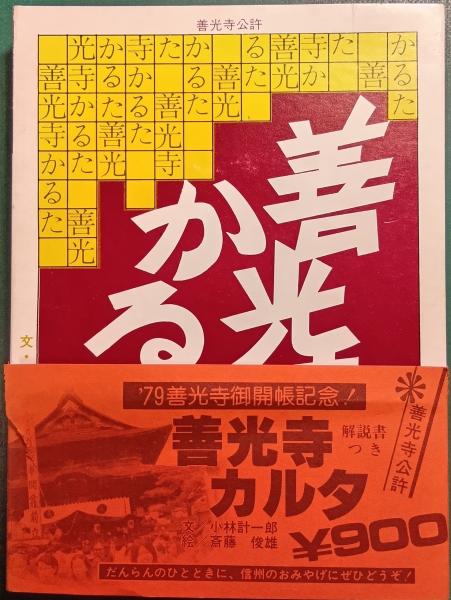 善光寺公許
光か寺たか る善寺た か
善寺るか る善た光か 善る
光かたる善た光 た
寺る善た光
かた光 寺
る
た善
光
善光寺
かる
文・
'79善光寺御開帳記念!
善光寺
カルタ
解説書
つき
善光寺公許
文／小林計一郎
絵／斎藤 俊雄
¥900
だんらんのひとときに、信州のおみやげにぜひどうぞ!